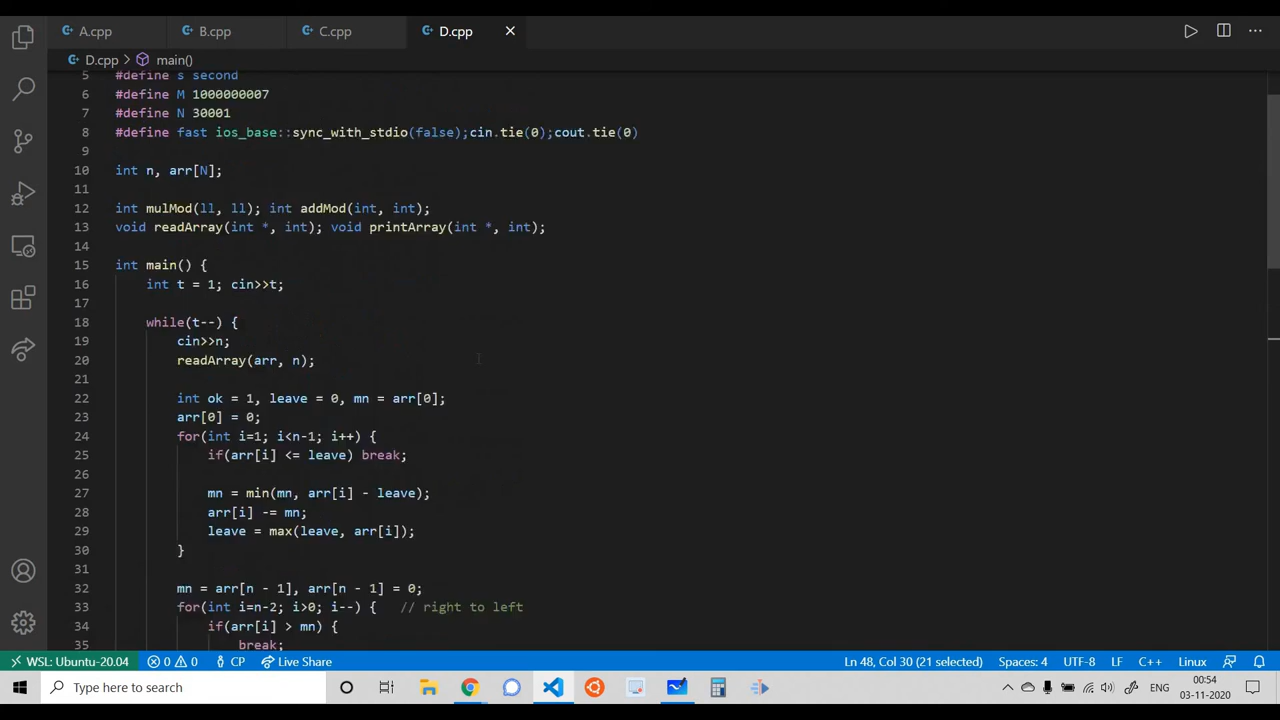 A.cpp B.cpp C.cpp D.cpp
D.cpp main()
5 #define s second
6 #define M 1000000007
7 #define N 30001
8 #define fast ios_base::sync_with_stdio(false);cin.tie(0);cout.tie(0)
9
10 int n, arr[N];
11
12 int mulMod(ll, ll); int addMod(int, int);
13 void readArray(int *, int); void printArray(int *, int);
14
15 int main() {
16 int t = 1; cin>>t;
17
18 while(t--) {
19 cin>>n;
20 readArray(arr, n);
21
22 int ok = 1, leave = 0, mn = arr[0];
23 arr[0] = 0;
24 for(int i=1; i<n-1; i++) {
25 if(arr[i] <= leave) break;
26
27 mn = min(mn, arr[i] - leave);
28 arr[i] -= mn;
29 leave = max(leave, arr[i]);
30 }
31
32 mn = arr[n - 1], arr[n - 1] = 0;
33 for(int i=n-2; i>0; i--) { // right to left
34 if(arr[i] > mn) {
35 break;
WSL: Ubuntu-20.04 0 0 CP Live Share Ln 48, Col 30 (21 selected) Spaces: 4 UTF-8 LF C++ Linux
Type here to search ENG 00:54
03-11-2020